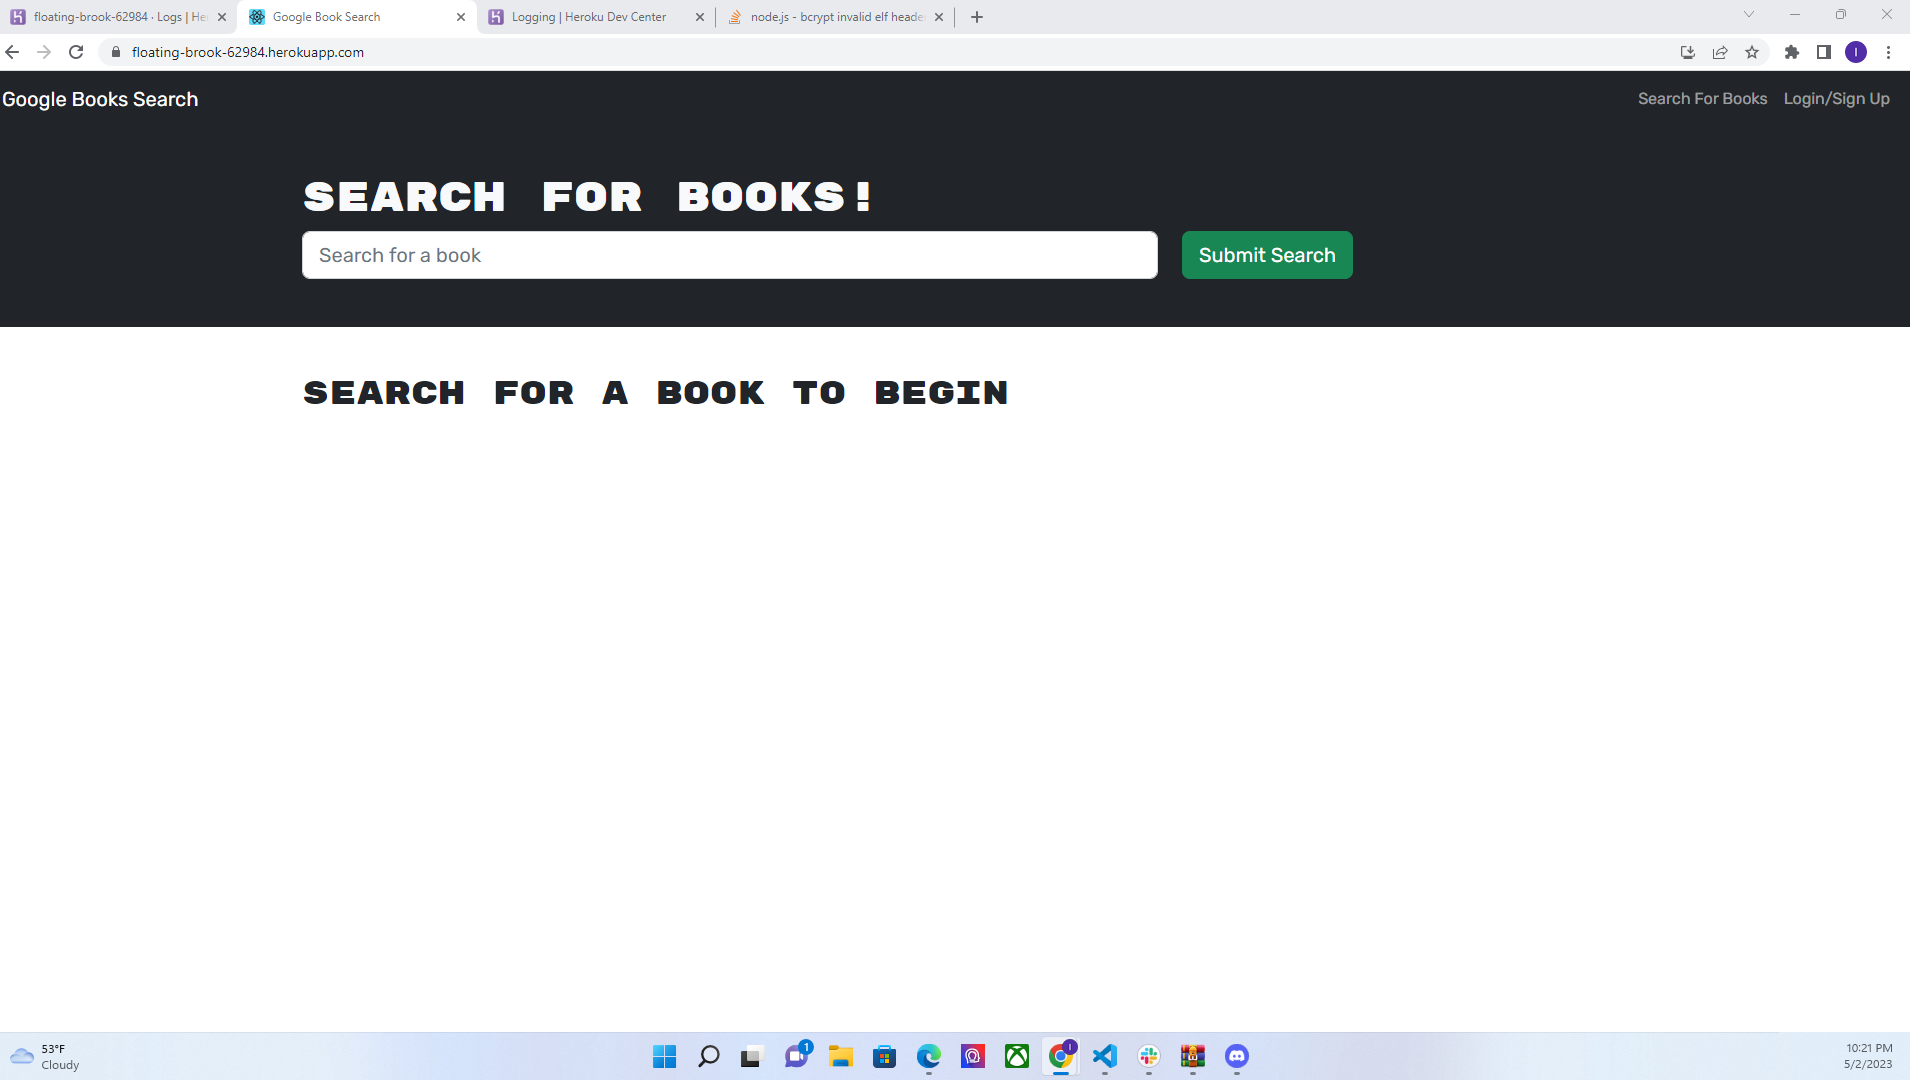 floating-brook-62984 · Logs | He
Google Book Search
Logging | Heroku Dev Center
node.js - bcrypt invalid elf heade
floating-brook-62984.herokuapp.com
I
Google Books Search
Search For Books
Login/Sign Up
SEARCH FOR BOOKS!
Search for a book
Submit Search
SEARCH FOR A BOOK TO BEGIN
53°F
Cloudy
1
I
10:21 PM
5/2/2023